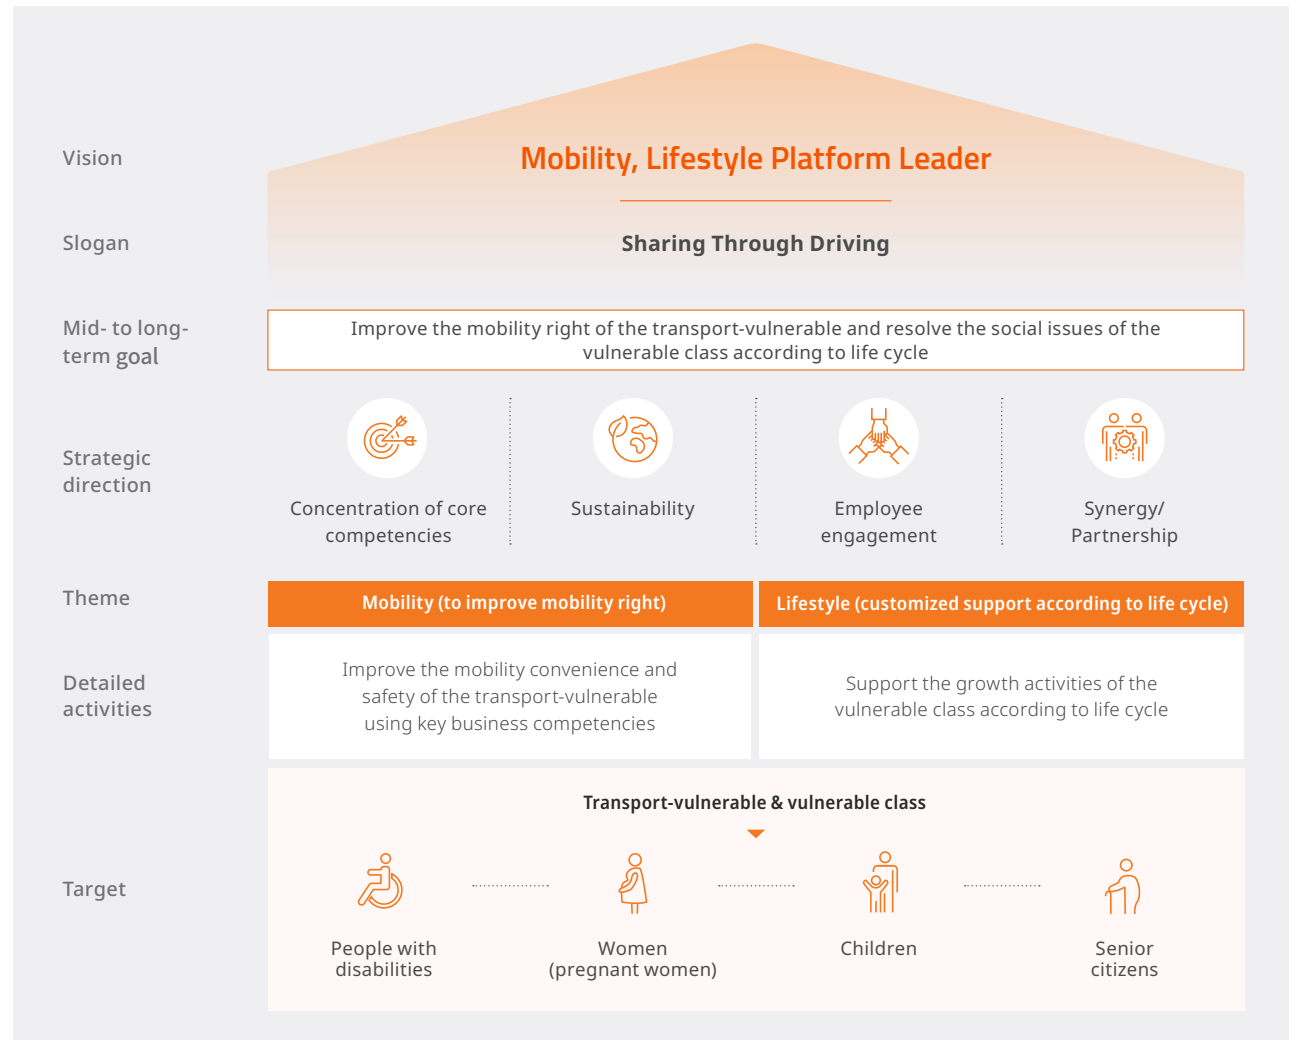 Vision
Mobility, Lifestyle Platform Leader
Slogan
Sharing Through Driving
Mid- to long-
term goal
Improve the mobility right of the transport-vulnerable and resolve the social issues of the
vulnerable class according to life cycle
Strategic
direction
Concentration of core
competencies
Sustainability
Employee
engagement
Synergy/
Partnership
Theme
Mobility (to improve mobility right)
Lifestyle (customized support according to life cycle)
Detailed
activities
Improve the mobility convenience and
safety of the transport-vulnerable
using key business competencies
Support the growth activities of the
vulnerable class according to life cycle
Target
Transport-vulnerable & vulnerable class
People with
disabilities
Women
(pregnant women)
Children
Senior
citizens